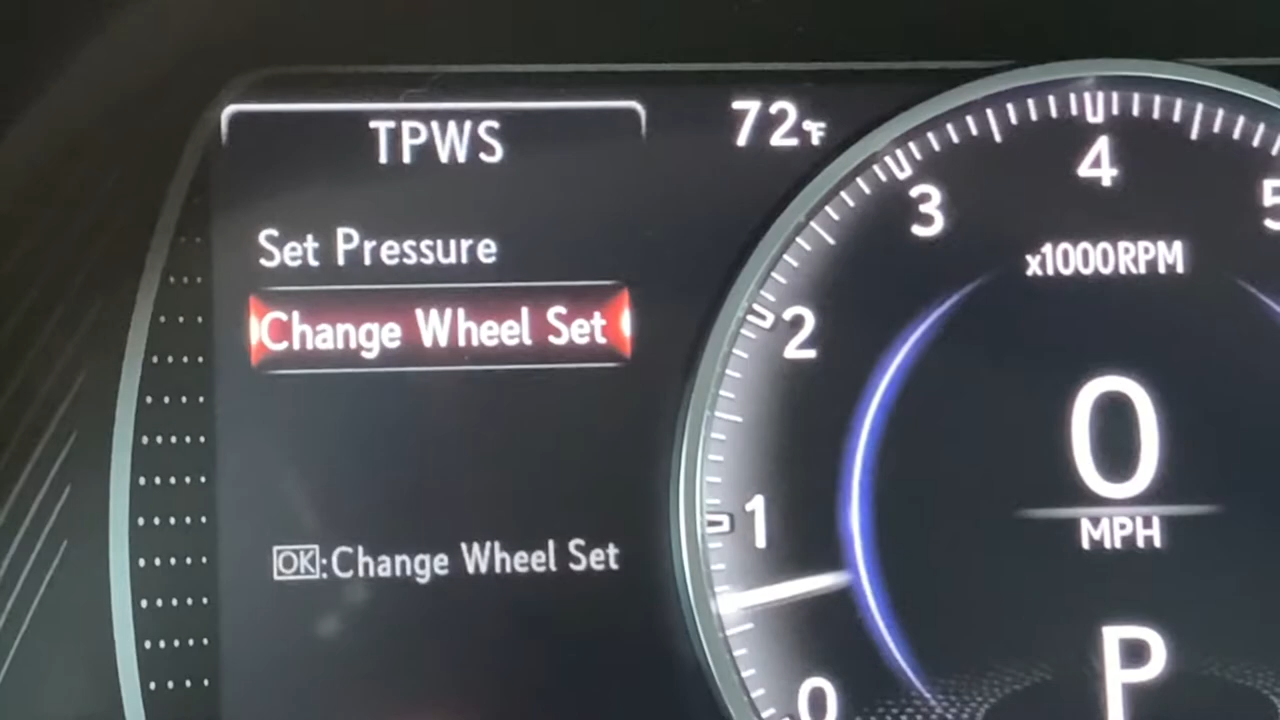 TPWS
72°F
Set Pressure
Change Wheel Set
OK:Change Wheel Set
0
1
2
3
4
5
x1000RPM
0
MPH
P